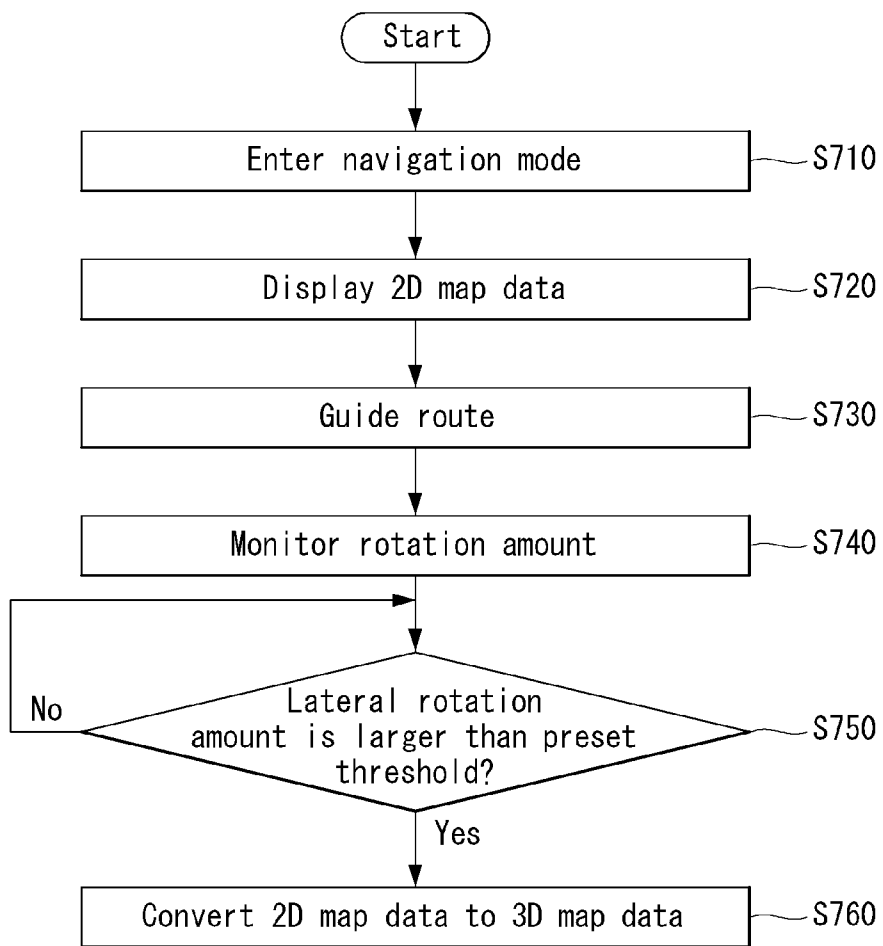 Start
Enter navigation mode
S710
Display 2D map data
S720
Guide route
S730
Monitor rotation amount
S740
No
Lateral rotation
amount is larger than preset
threshold?
S750
Yes
Convert 2D map data to 3D map data
S760